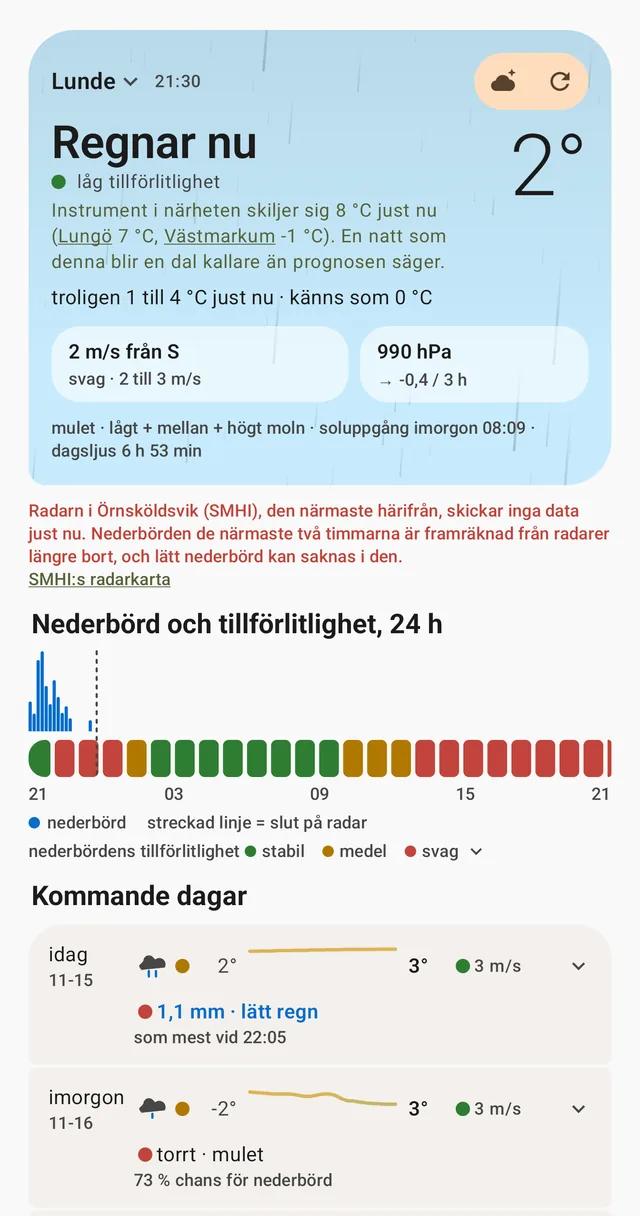 Lunde 21:30
Regnar nu
2°
låg tillförlitlighet
Instrument i närheten skiljer sig 8 °C just nu
(Lungö 7 °C, Västmarkum -1 °C). En natt som
denna blir en dal kallare än prognosen säger.
troligen 1 till 4 °C just nu · känns som 0 °C
2 m/s från S
svag · 2 till 3 m/s
990 hPa
→ -0,4 / 3 h
mulet · lågt + mellan + högt moln · soluppgång imorgon 08:09 ·
dagsljus 6 h 53 min
Radarn i Örnsköldsvik (SMHI), den närmaste härifrån, skickar inga data
just nu. Nederbörden de närmaste två timmarna är framräknad från radarer
längre bort, och lätt nederbörd kan saknas i den.
SMHI:s radarkarta
Nederbörd och tillförlitlighet, 24 h
21 03 09 15 21
nederbörd streckad linje = slut på radar
nederbördens tillförlitlighet stabil medel svag
Kommande dagar
idag 2° 3° 3 m/s
11-15
1,1 mm · lätt regn
som mest vid 22:05
imorgon -2° 3° 3 m/s
11-16
torrt · mulet
73 % chans för nederbörd